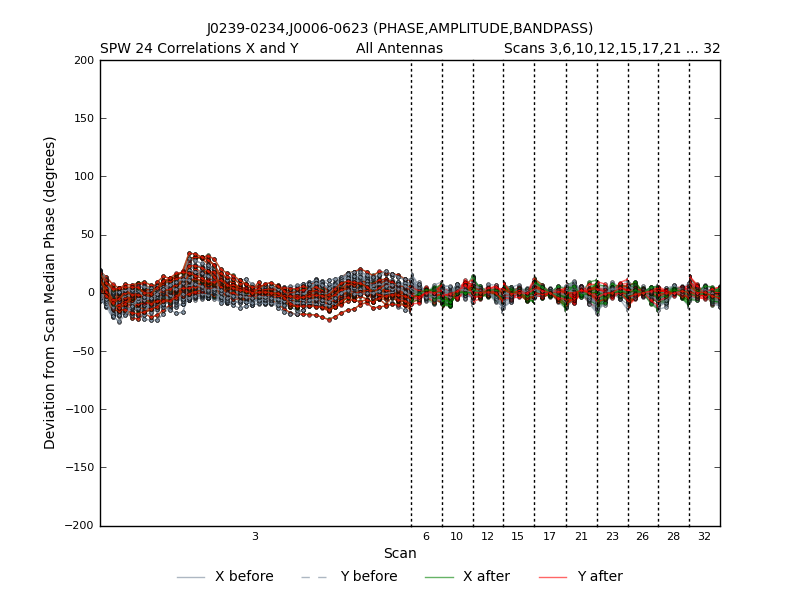 J0239-0234,J0006-0623 (PHASE,AMPLITUDE,BANDPASS)
SPW 24 Correlations X and Y All Antennas Scans 3,6,10,12,15,17,21 ... 32
200
150
100
50
0
−50
−100
−150
−200
Deviation from Scan Median Phase (degrees)
3 6 10 12 15 17 21 23 26 28 32
Scan
X before Y before X after Y after